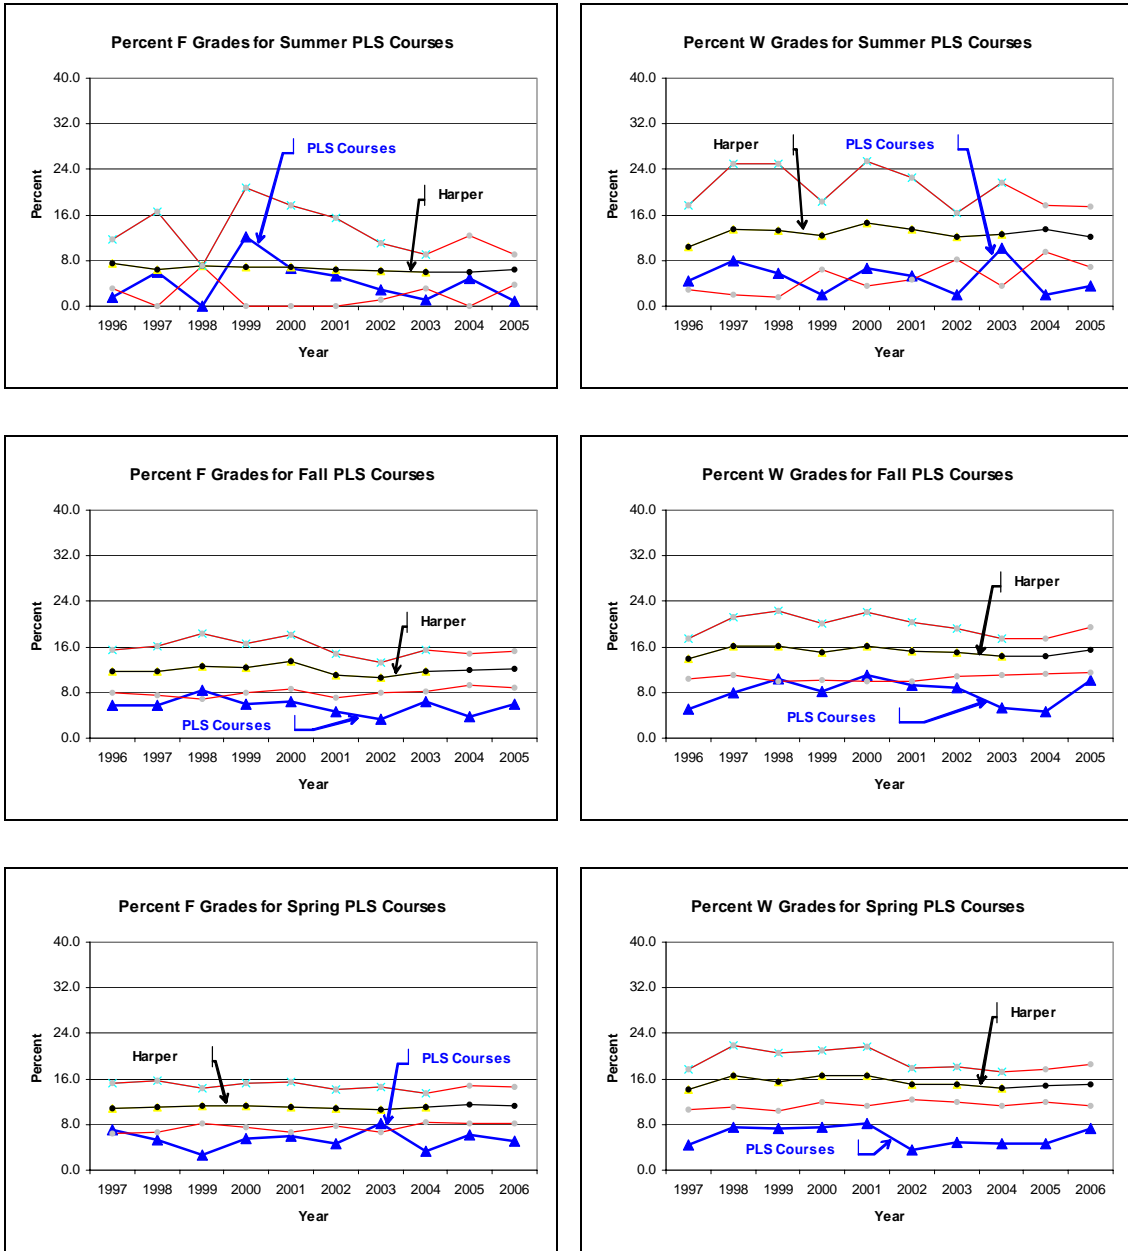 Percent F Grades for Summer PLS Courses
40.0
32.0
24.0
16.0
8.0
0.0
Percent
PLS Courses
Harper
1996 1997 1998 1999 2000 2001 2002 2003 2004 2005
Year
Percent W Grades for Summer PLS Courses
40.0
32.0
24.0
16.0
8.0
0.0
Percent
Harper
PLS Courses
1996 1997 1998 1999 2000 2001 2002 2003 2004 2005
Year
Percent F Grades for Fall PLS Courses
40.0
32.0
24.0
16.0
8.0
0.0
Percent
Harper
PLS Courses
1996 1997 1998 1999 2000 2001 2002 2003 2004 2005
Year
Percent W Grades for Fall PLS Courses
40.0
32.0
24.0
16.0
8.0
0.0
Percent
Harper
PLS Courses
1996 1997 1998 1999 2000 2001 2002 2003 2004 2005
Year
Percent F Grades for Spring PLS Courses
40.0
32.0
24.0
16.0
8.0
0.0
Percent
Harper
PLS Courses
1997 1998 1999 2000 2001 2002 2003 2004 2005 2006
Year
Percent W Grades for Spring PLS Courses
40.0
32.0
24.0
16.0
8.0
0.0
Percent
Harper
PLS Courses
1997 1998 1999 2000 2001 2002 2003 2004 2005 2006
Year